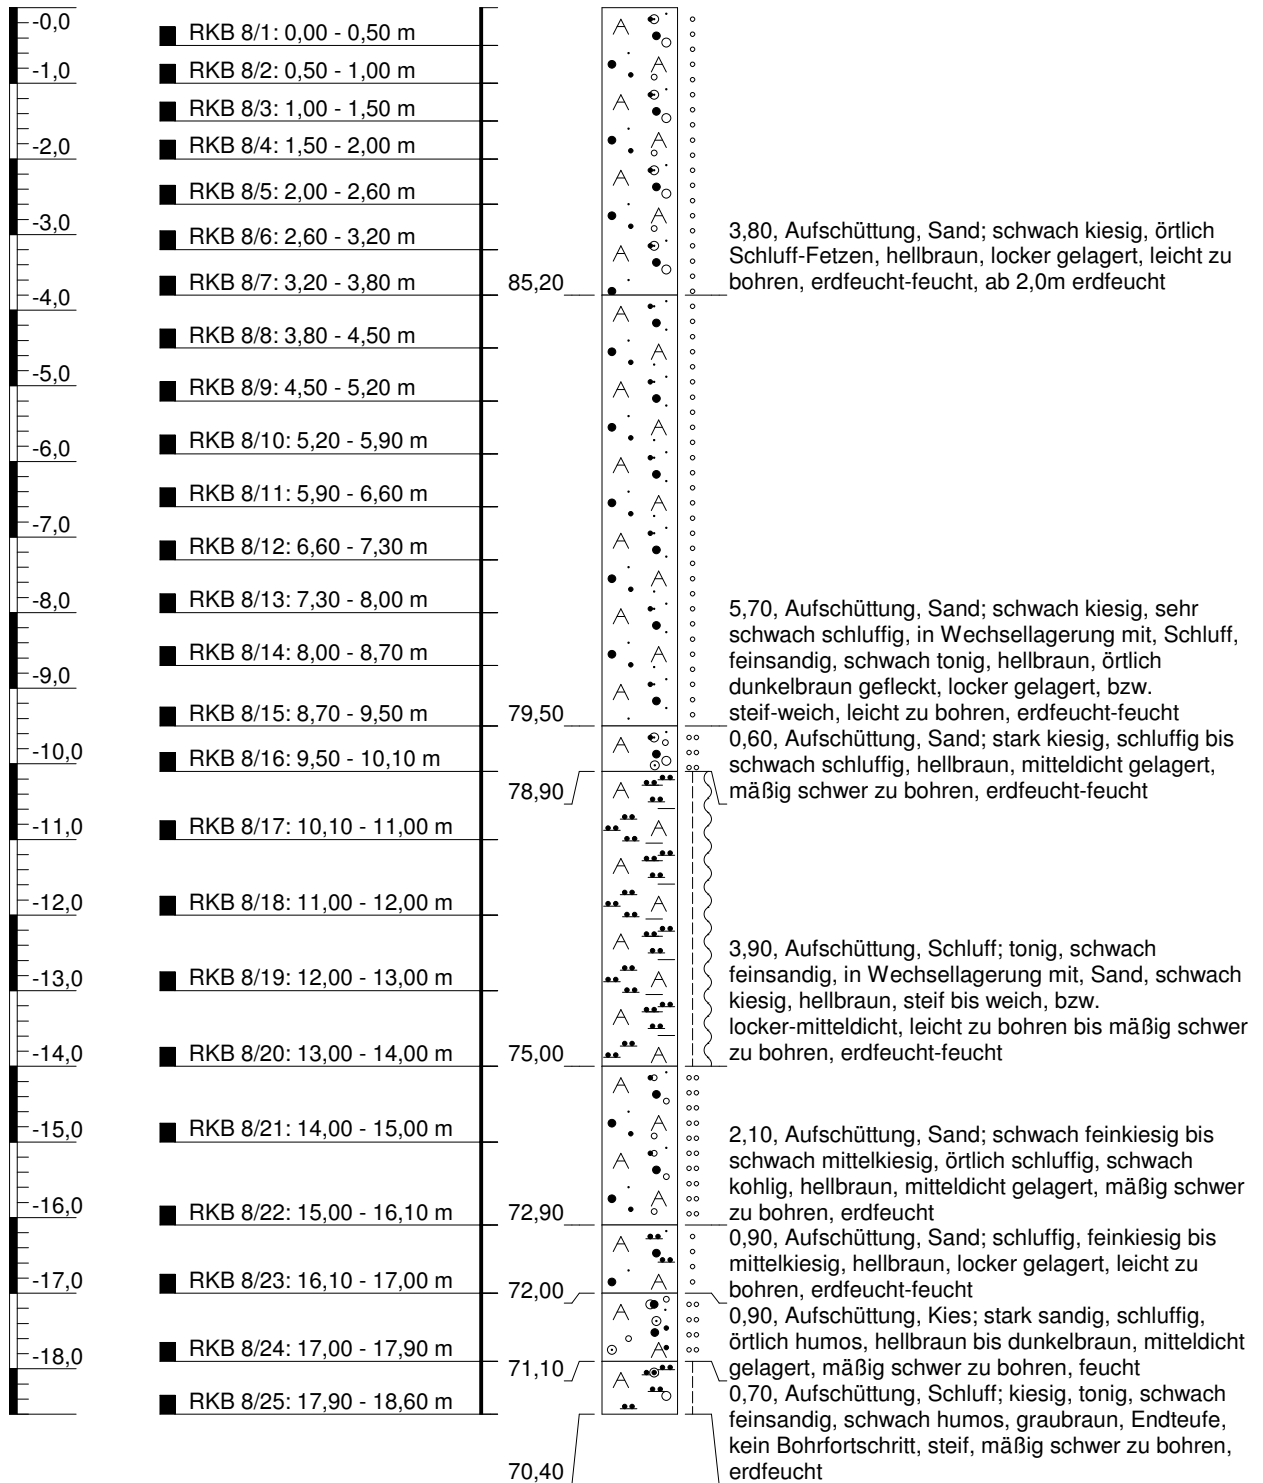 -0,0
-1,0
-2,0
-3,0
-4,0
-5,0
-6,0
-7,0
-8,0
-9,0
-10,0
-11,0
-12,0
-13,0
-14,0
-15,0
-16,0
-17,0
-18,0
RKB 8/1: 0,00 - 0,50 m
RKB 8/2: 0,50 - 1,00 m
RKB 8/3: 1,00 - 1,50 m
RKB 8/4: 1,50 - 2,00 m
RKB 8/5: 2,00 - 2,60 m
RKB 8/6: 2,60 - 3,20 m
RKB 8/7: 3,20 - 3,80 m
RKB 8/8: 3,80 - 4,50 m
RKB 8/9: 4,50 - 5,20 m
RKB 8/10: 5,20 - 5,90 m
RKB 8/11: 5,90 - 6,60 m
RKB 8/12: 6,60 - 7,30 m
RKB 8/13: 7,30 - 8,00 m
RKB 8/14: 8,00 - 8,70 m
RKB 8/15: 8,70 - 9,50 m
RKB 8/16: 9,50 - 10,10 m
RKB 8/17: 10,10 - 11,00 m
RKB 8/18: 11,00 - 12,00 m
RKB 8/19: 12,00 - 13,00 m
RKB 8/20: 13,00 - 14,00 m
RKB 8/21: 14,00 - 15,00 m
RKB 8/22: 15,00 - 16,10 m
RKB 8/23: 16,10 - 17,00 m
RKB 8/24: 17,00 - 17,90 m
RKB 8/25: 17,90 - 18,60 m
85,20
79,50
78,90
75,00
72,90
72,00
71,10
70,40
3,80, Aufschüttung, Sand; schwach kiesig, örtlich
Schluff-Fetzen, hellbraun, locker gelagert, leicht zu
bohren, erdfeucht-feucht, ab 2,0m erdfeucht
5,70, Aufschüttung, Sand; schwach kiesig, sehr
schwach schluffig, in Wechsellagerung mit, Schluff,
feinsandig, schwach tonig, hellbraun, örtlich
dunkelbraun gefleckt, locker gelagert, bzw.
steif-weich, leicht zu bohren, erdfeucht-feucht
0,60, Aufschüttung, Sand; stark kiesig, schluffig bis
schwach schluffig, hellbraun, mitteldicht gelagert,
mäßig schwer zu bohren, erdfeucht-feucht
3,90, Aufschüttung, Schluff; tonig, schwach
feinsandig, in Wechsellagerung mit, Sand, schwach
kiesig, hellbraun, steif bis weich, bzw.
locker-mitteldicht, leicht zu bohren bis mäßig schwer
zu bohren, erdfeucht-feucht
2,10, Aufschüttung, Sand; schwach feinkiesig bis
schwach mittelkiesig, örtlich schluffig, schwach
kohlig, hellbraun, mitteldicht gelagert, mäßig schwer
zu bohren, erdfeucht
0,90, Aufschüttung, Sand; schluffig, feinkiesig bis
mittelkiesig, hellbraun, locker gelagert, leicht zu
bohren, erdfeucht-feucht
0,90, Aufschüttung, Kies; stark sandig, schluffig,
örtlich humos, hellbraun bis dunkelbraun, mitteldicht
gelagert, mäßig schwer zu bohren, feucht
0,70, Aufschüttung, Schluff; kiesig, tonig, schwach
feinsandig, schwach humos, graubraun, Endteufe,
kein Bohrfortschritt, steif, mäßig schwer zu bohren,
erdfeucht